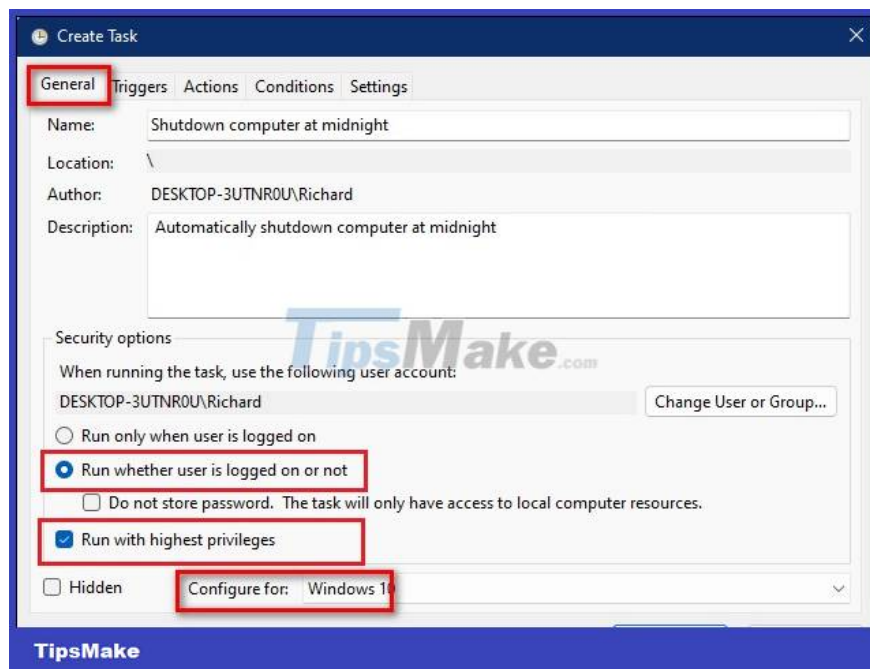 Create Task
General Triggers Actions Conditions Settings
Name: Shutdown computer at midnight
Location: \
Author: DESKTOP-3UTNR0U\Richard
Description: Automatically shutdown computer at midnight
TipsMake.com
Security options
When running the task, use the following user account:
DESKTOP-3UTNR0U\Richard Change User or Group...
Run only when user is logged on
Run whether user is logged on or not
Do not store password. The task will only have access to local computer resources.
Run with highest privileges
Hidden Configure for: Windows 10
TipsMake